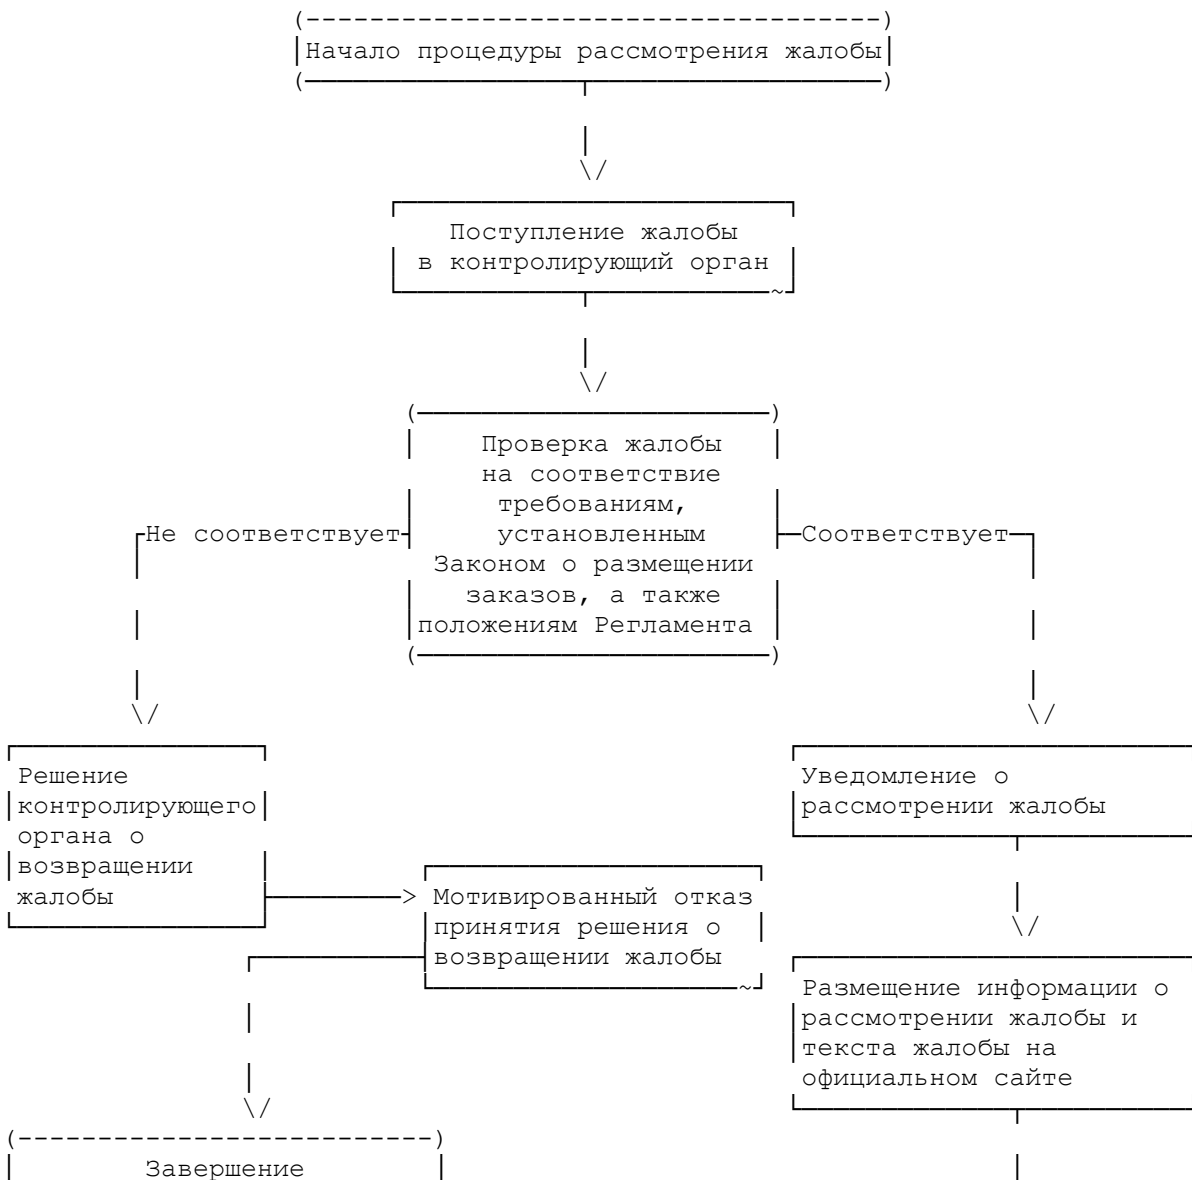 Начало процедуры рассмотрения жалобы
Поступление жалобы
в контролирующий орган
Проверка жалобы
на соответствие
требованиям,
Не соответствует
установленным
Соответствует
Законом о размещении
заказов, а также
положениям Регламента
Решение
контролирующего
органа о
возвращении
жалобы
Уведомление о
рассмотрении жалобы
Мотивированный отказ
принятия решения о
возвращении жалобы
Размещение информации о
рассмотрении жалобы и
текста жалобы на
официальном сайте
Завершение